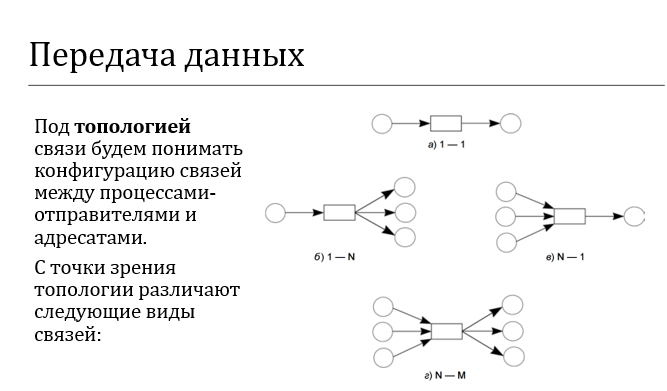 Передача данных
Под топологией
связи будем понимать
конфигурацию связей
между процессами-
отправителями и
адресатами.
С точки зрения
топологии различают
следующие виды
связей:
а) 1 — 1
б) 1 — N
в) N — 1
г) N — M